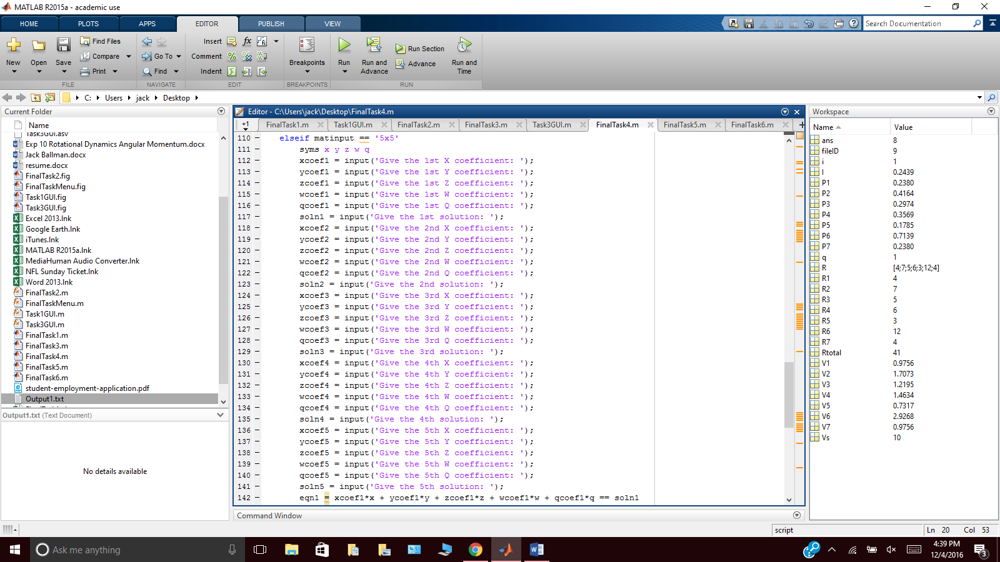 MATLAB R2015a - academic use
HOME PLOTS APPS EDITOR PUBLISH VIEW
Search Documentation
New Open Save Find Files Compare Print
Go To Find
Insert fx Comment Indent
Breakpoints
Run Run and Advance Run Section Advance Run and Time
FILE NAVIGATE EDIT BREAKPOINTS RUN
C: Users jack Desktop
Current Folder
Name
Task3GUI.asv
Exp 10 Rotational Dynamics Angular Momentum.docx
Jack Ballman.docx
resume.docx
FinalTask2.fig
FinalTaskMenu.fig
Task1GUI.fig
Task3GUI.fig
Excel 2013.lnk
Google Earth.lnk
iTunes.lnk
MATLAB R2015a.lnk
MediaHuman Audio Converter.lnk
NFL Sunday Ticket.lnk
Word 2013.lnk
FinalTask2.m
FinalTaskMenu.m
Task1GUI.m
Task3GUI.m
FinalTask1.m
FinalTask3.m
FinalTask4.m
FinalTask5.m
FinalTask6.m
student-employment-application.pdf
Output1.txt
Output1.txt (Text Document)
No details available
Editor - C:\Users\jack\Desktop\FinalTask4.m
+1 FinalTask1.m Task1GUI.m FinalTask2.m FinalTask3.m Task3GUI.m FinalTask4.m FinalTask5.m FinalTask6.m
110 - elseif matinput == '5x5'
111 - syms x y z w q
112 - xcoef1 = input('Give the 1st X coefficient: ');
113 - ycoef1 = input('Give the 1st Y coefficient: ');
114 - zcoef1 = input('Give the 1st Z coefficient: ');
115 - wcoef1 = input('Give the 1st W coefficient: ');
116 - qcoef1 = input('Give the 1st Q coefficient: ');
117 - soln1 = input('Give the 1st solution: ');
118 - xcoef2 = input('Give the 2nd X coefficient: ');
119 - ycoef2 = input('Give the 2nd Y coefficient: ');
120 - zcoef2 = input('Give the 2nd Z coefficient: ');
121 - wcoef2 = input('Give the 2nd W coefficient: ');
122 - qcoef2 = input('Give the 2nd Q coefficient: ');
123 - soln2 = input('Give the 2nd solution: ');
124 - xcoef3 = input('Give the 3rd X coefficient: ');
125 - ycoef3 = input('Give the 3rd Y coefficient: ');
126 - zcoef3 = input('Give the 3rd Z coefficient: ');
127 - wcoef3 = input('Give the 3rd W coefficient: ');
128 - qcoef3 = input('Give the 3rd Q coefficient: ');
129 - soln3 = input('Give the 3rd solution: ');
130 - xcoef4 = input('Give the 4th X coefficient: ');
131 - ycoef4 = input('Give the 4th Y coefficient: ');
132 - zcoef4 = input('Give the 4th Z coefficient: ');
133 - wcoef4 = input('Give the 4th W coefficient: ');
134 - qcoef4 = input('Give the 4th Q coefficient: ');
135 - soln4 = input('Give the 4th solution: ');
136 - xcoef5 = input('Give the 5th X coefficient: ');
137 - ycoef5 = input('Give the 5th Y coefficient: ');
138 - zcoef5 = input('Give the 5th Z coefficient: ');
139 - wcoef5 = input('Give the 5th W coefficient: ');
140 - qcoef5 = input('Give the 5th Q coefficient: ');
141 - soln5 = input('Give the 5th solution: ');
142 - eqn1 = xcoef1*x + ycoef1*y + zcoef1*z + wcoef1*w + qcoef1*q == soln1
Command Window
Workspace
Name Value
ans 8
fileID 9
i 1
I 0.2439
P1 0.2380
P2 0.4164
P3 0.2974
P4 0.3569
P5 0.1785
P6 0.7139
P7 0.2380
q 1
R [4;7;5;6;3;12;4]
R1 4
R2 7
R3 5
R4 6
R5 3
R6 12
R7 4
Rtotal 41
V1 0.9756
V2 1.7073
V3 1.2195
V4 1.4634
V5 0.7317
V6 2.9268
V7 0.9756
Vs 10
script Ln 20 Col 53
Ask me anything
4:39 PM
12/4/2016
3